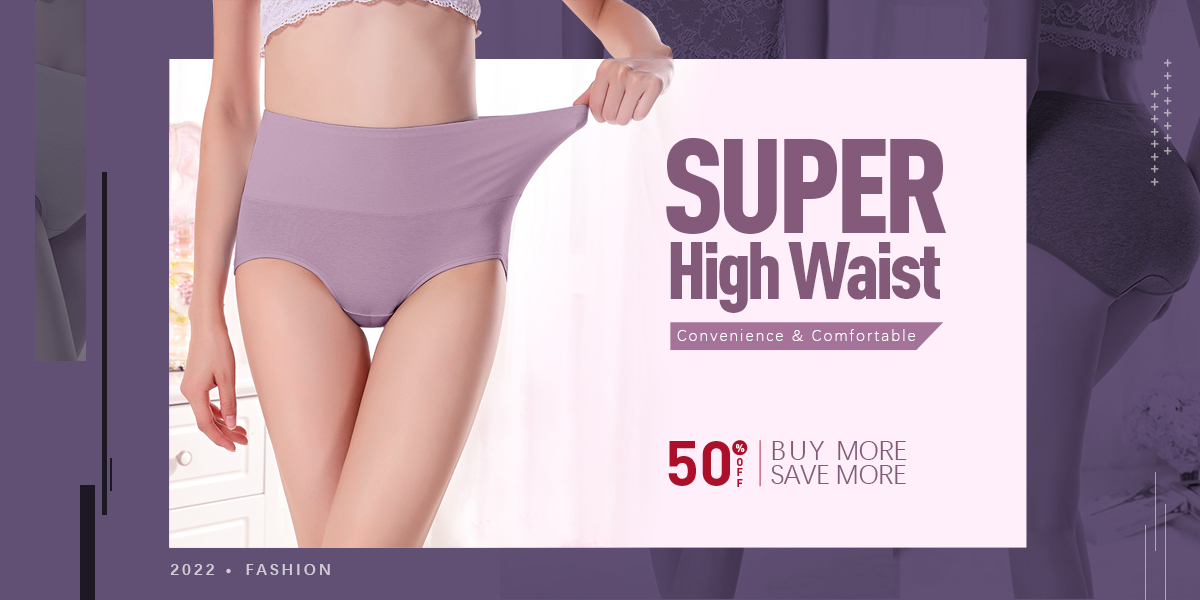 SUPER
High Waist
Convenience & Comfortable
50% OFF
BUY MORE
SAVE MORE
2022 • FASHION